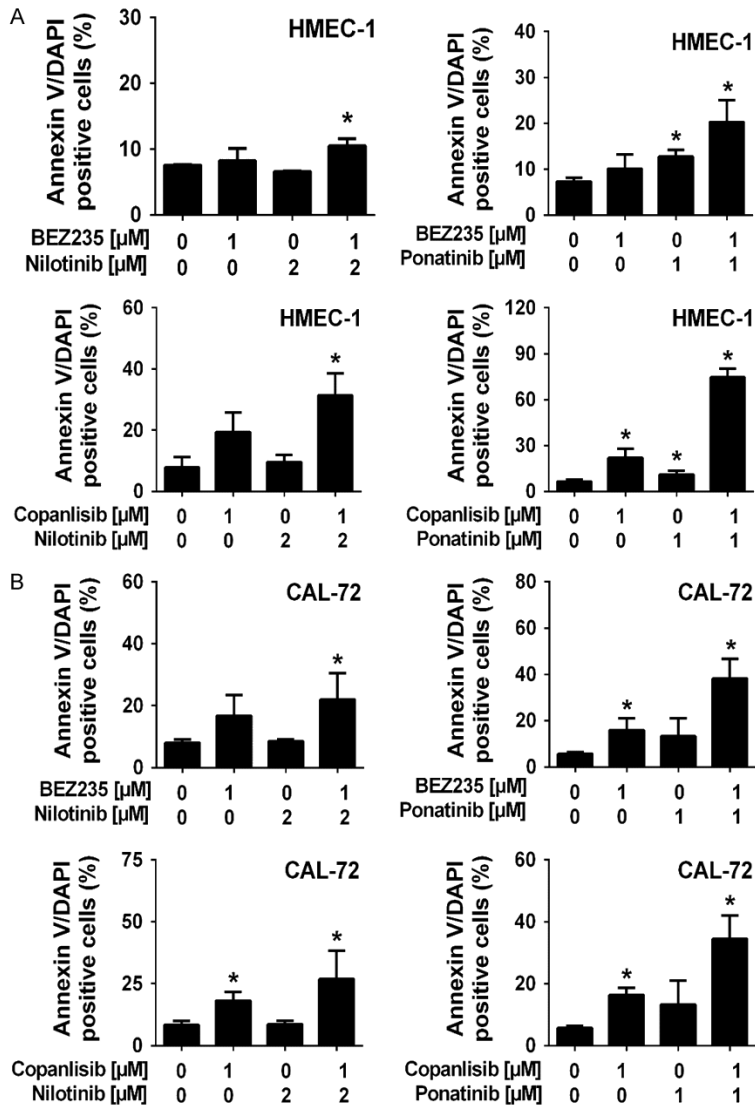 A
HMEC-1
Annexin V/DAPI
positive cells (%)
30
20
10
0
BEZ235 [µM] 0 1 0 1
Nilotinib [µM] 0 0 2 2
HMEC-1
Annexin V/DAPI
positive cells (%)
40
30
20
10
0
*
*
BEZ235 [µM] 0 1 0 1
Ponatinib [µM] 0 0 1 1
*
HMEC-1
Annexin V/DAPI
positive cells (%)
60
40
20
0
*
Copanlisib [µM] 0 1 0 1
Nilotinib [µM] 0 0 2 2
HMEC-1
Annexin V/DAPI
positive cells (%)
120
90
60
30
0
*
*
*
Copanlisib [µM] 0 1 0 1
Ponatinib [µM] 0 0 1 1
B
CAL-72
Annexin V/DAPI
positive cells (%)
60
40
20
0
*
BEZ235 [µM] 0 1 0 1
Nilotinib [µM] 0 0 2 2
CAL-72
Annexin V/DAPI
positive cells (%)
80
60
40
20
0
*
*
BEZ235 [µM] 0 1 0 1
Ponatinib [µM] 0 0 1 1
CAL-72
Annexin V/DAPI
positive cells (%)
75
50
25
0
*
*
Copanlisib [µM] 0 1 0 1
Nilotinib [µM] 0 0 2 2
CAL-72
Annexin V/DAPI
positive cells (%)
60
40
20
0
*
*
Copanlisib [µM] 0 1 0 1
Ponatinib [µM] 0 0 1 1